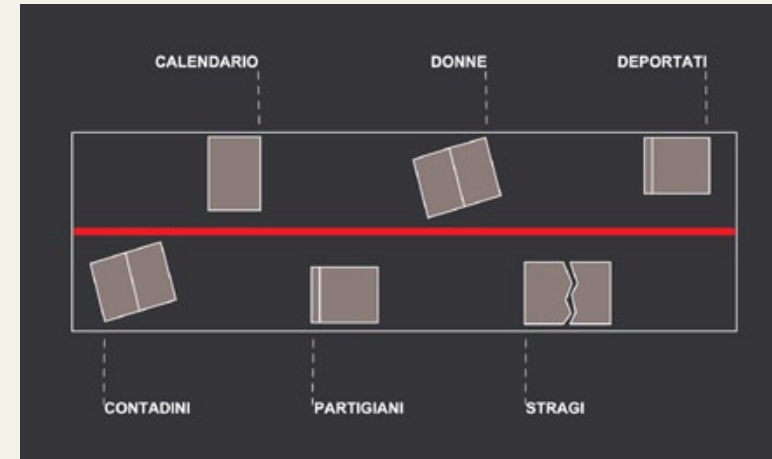 CALENDARIO
DONNE
DEPORTATI
CONTADINI
PARTIGIANI
STRAGI